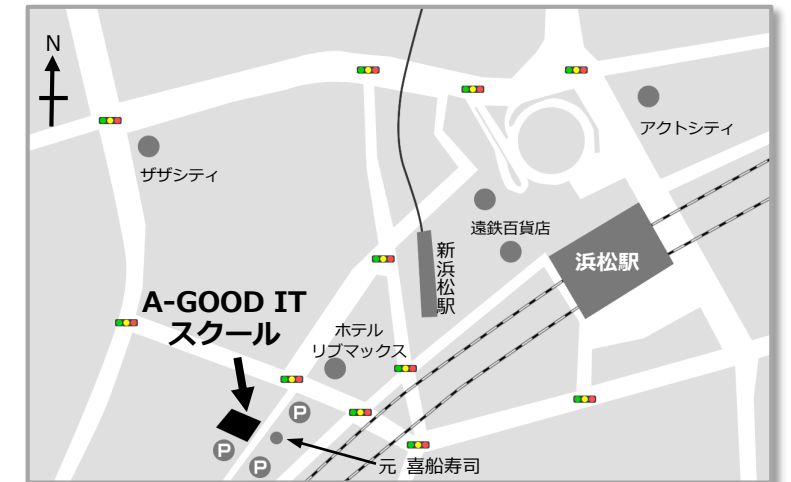 N
アクトシティ
ザザシティ
遠鉄百貨店
新浜松駅
浜松駅
A-GOOD IT
スクール
ホテル
リブマックス
P
P
P
元 喜船寿司